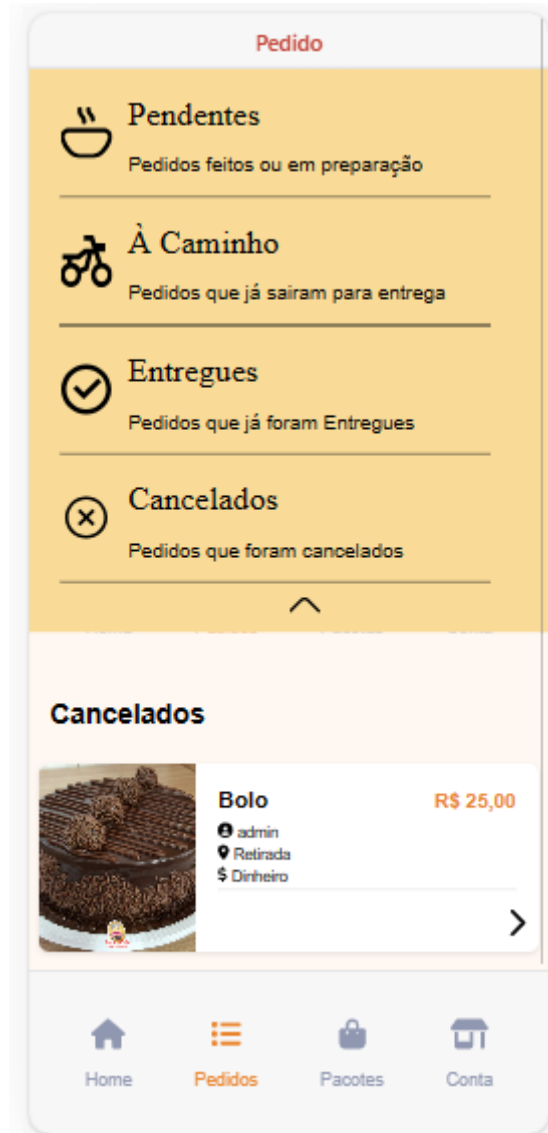 Pedido
Pendentes
Pedidos feitos ou em preparação
À Caminho
Pedidos que já sairam para entrega
Entregues
Pedidos que já foram Entregues
Cancelados
Pedidos que foram cancelados
Cancelados
Bolo R$ 25,00
admin
Retirada
$ Dinheiro
Home Pedidos Pacotes Conta